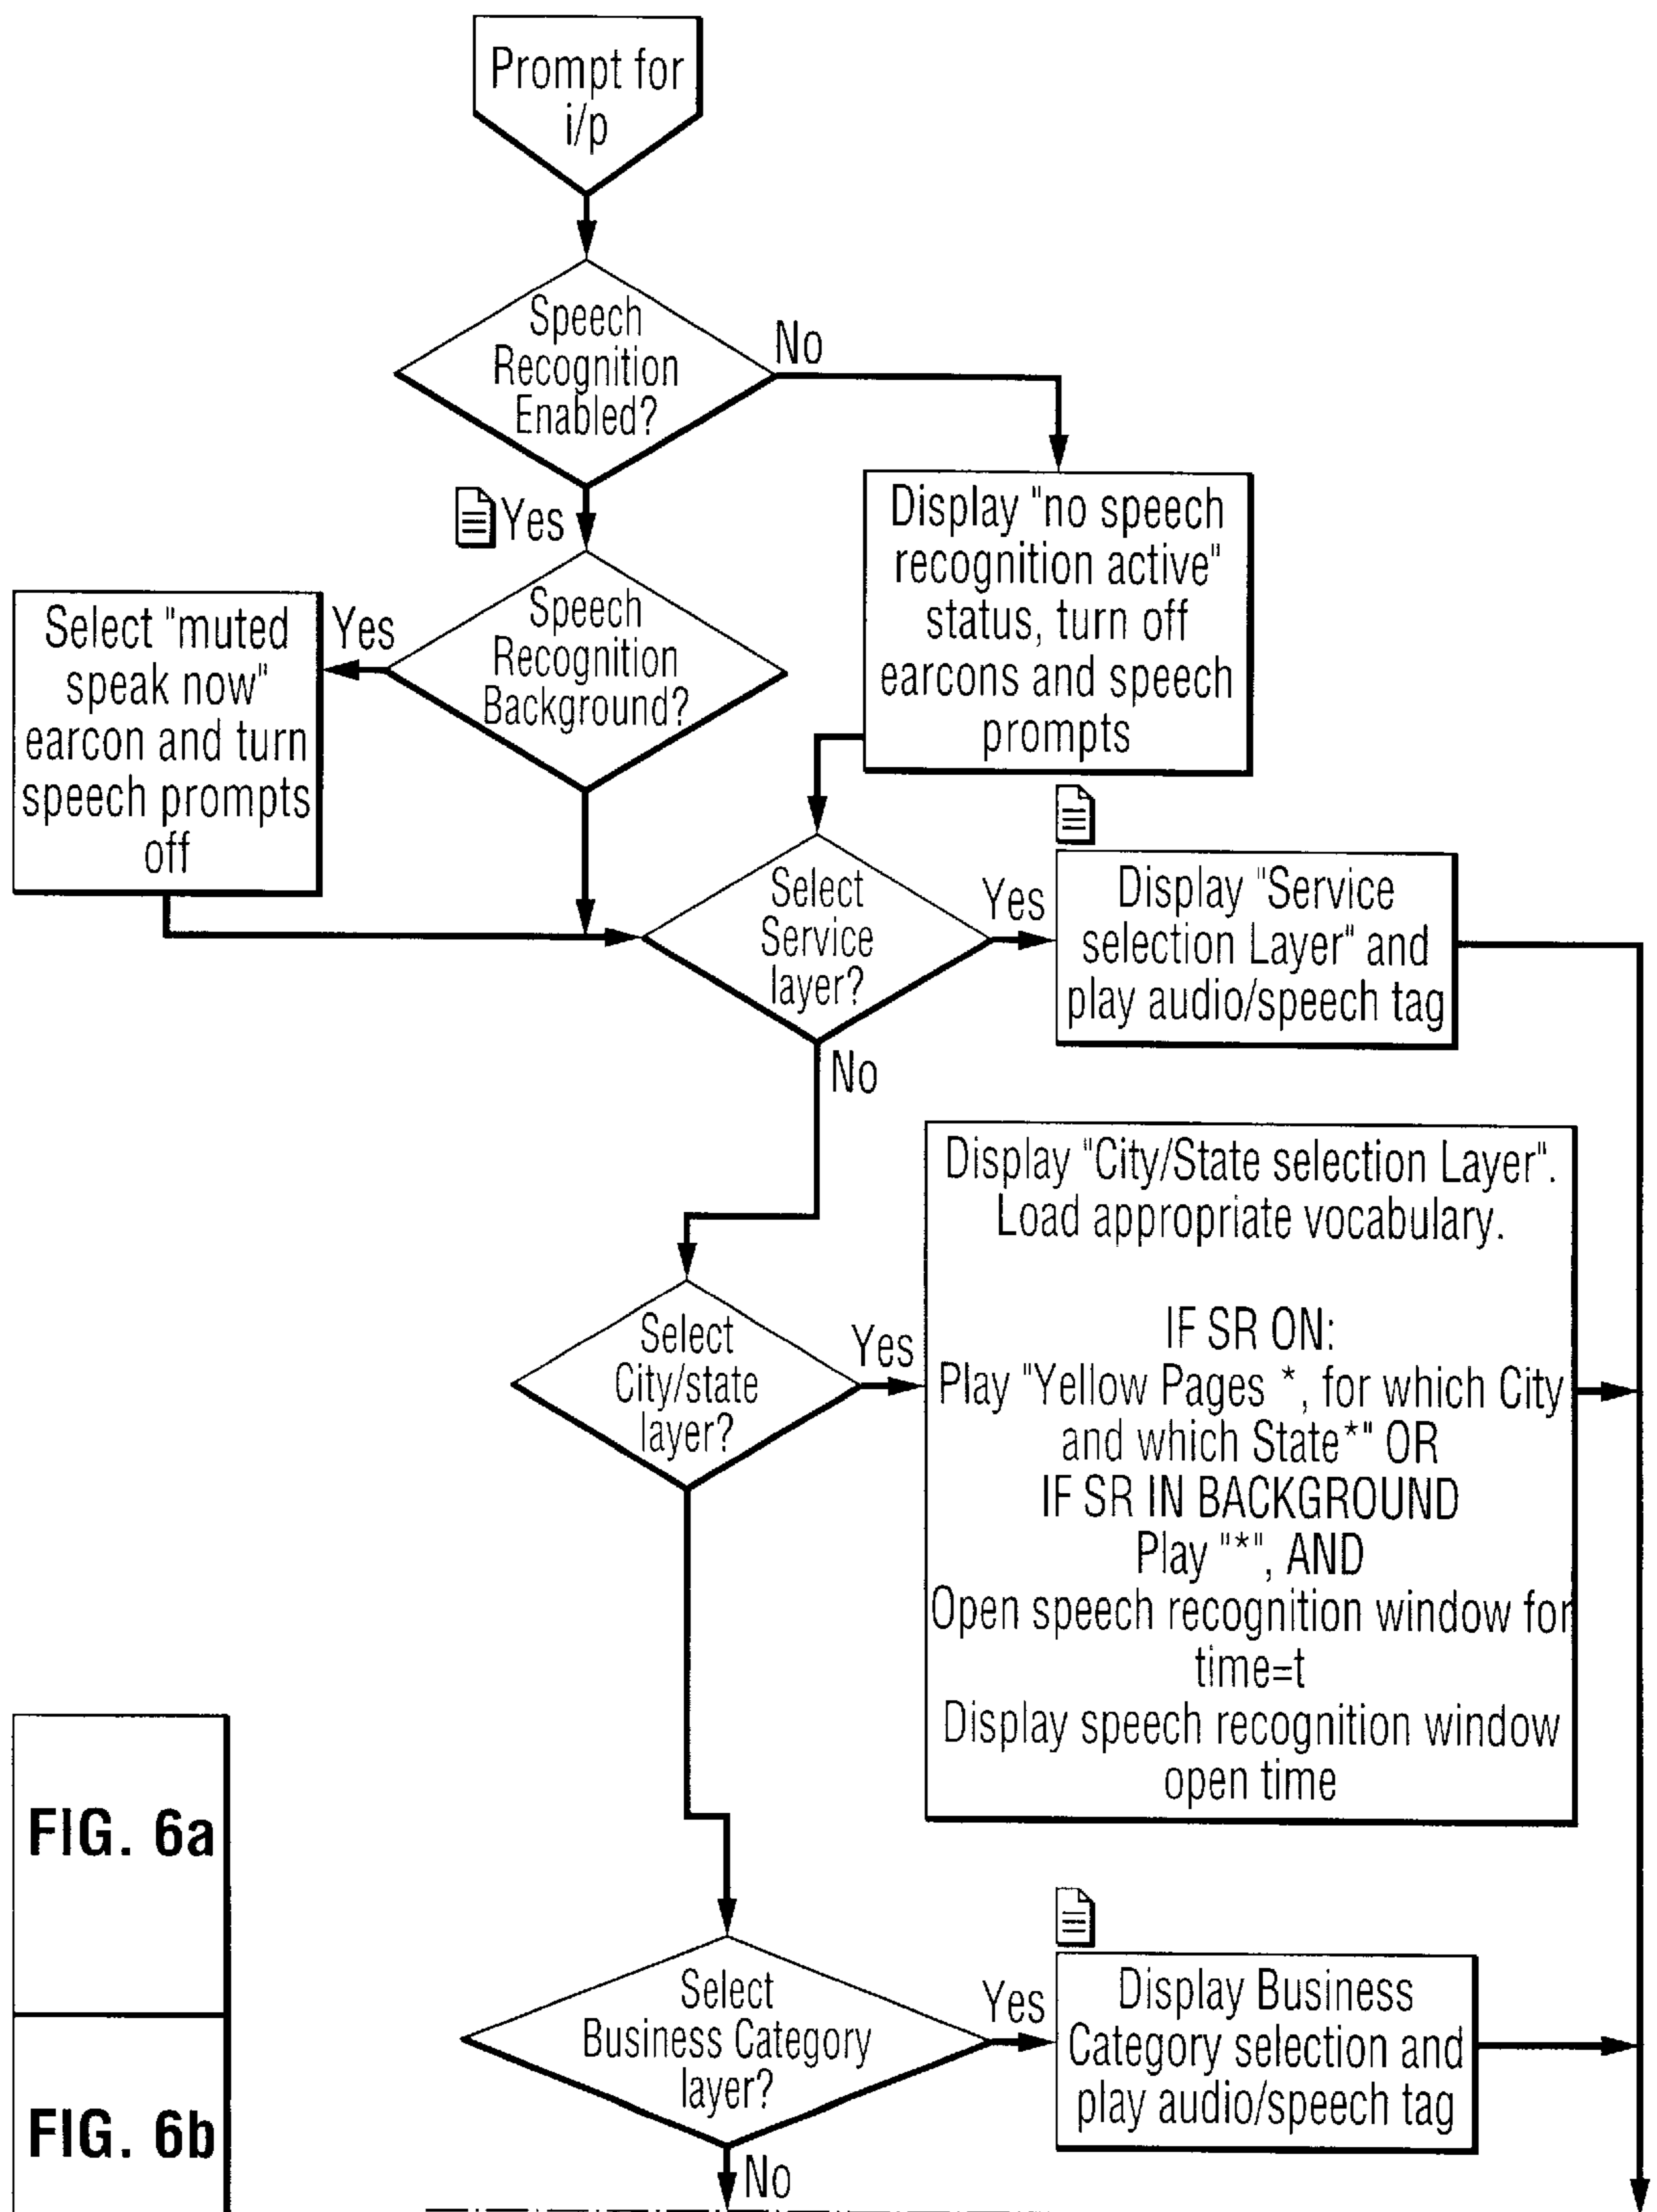 Prompt for
i/p
Speech
Recognition
Enabled?
No
Yes
Display "no speech
recognition active"
status, turn off
earcons and speech
prompts
Speech
Recognition
Background?
Yes
Select "muted
speak now"
earcon and turn
speech prompts
off
Select
Service
layer?
Yes
Display "Service
selection Layer" and
play audio/speech tag
No
Select
City/state
layer?
Yes
Display "City/State selection Layer".
Load appropriate vocabulary.
IF SR ON:
Play "Yellow Pages *, for which City
and which State*" OR
IF SR IN BACKGROUND
Play "*", AND
Open speech recognition window for
time=t
Display speech recognition window
open time
Select
Business Category
layer?
Yes
Display Business
Category selection and
play audio/speech tag
No
FIG. 6a
FIG. 6b